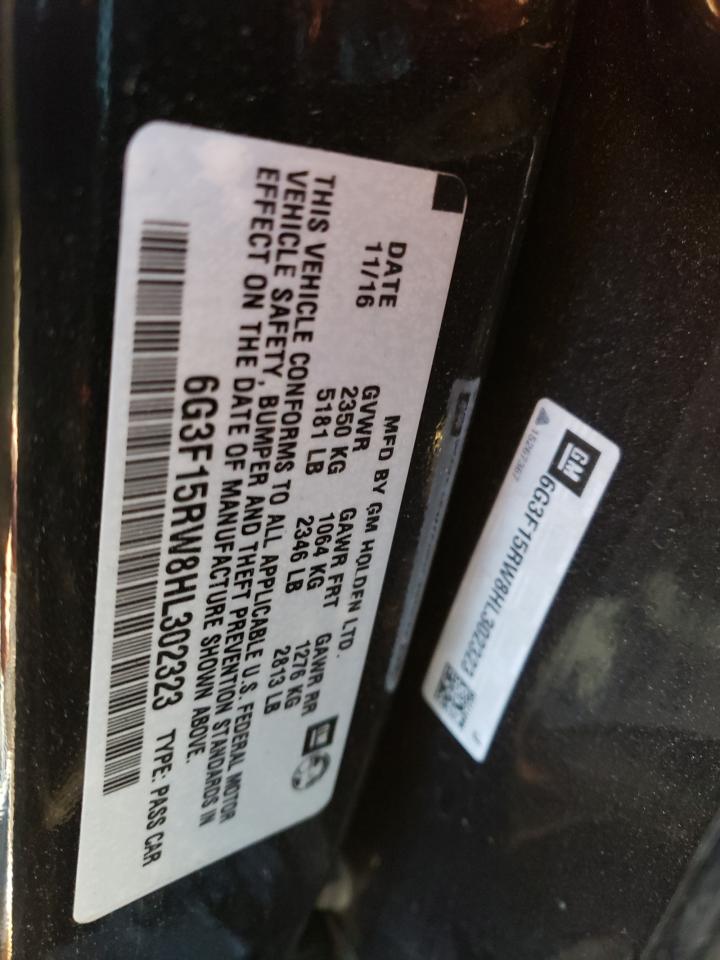 MFD BY GM HOLDEN LTD.
DATE GVWR GAWR FRT GAWR RR
11/16 2350 KG 1064 KG 1276 KG
5181 LB 2346 LB 2813 LB
GM
THIS VEHICLE CONFORMS TO ALL APPLICABLE U.S. FEDERAL MOTOR
VEHICLE SAFETY, BUMPER AND THEFT PREVENTION STANDARDS IN
EFFECT ON THE DATE OF MANUFACTURE SHOWN ABOVE.
6G3F15RW8HL302323 TYPE: PASS CAR
GM
6G3F15RW8HL302323
15267367